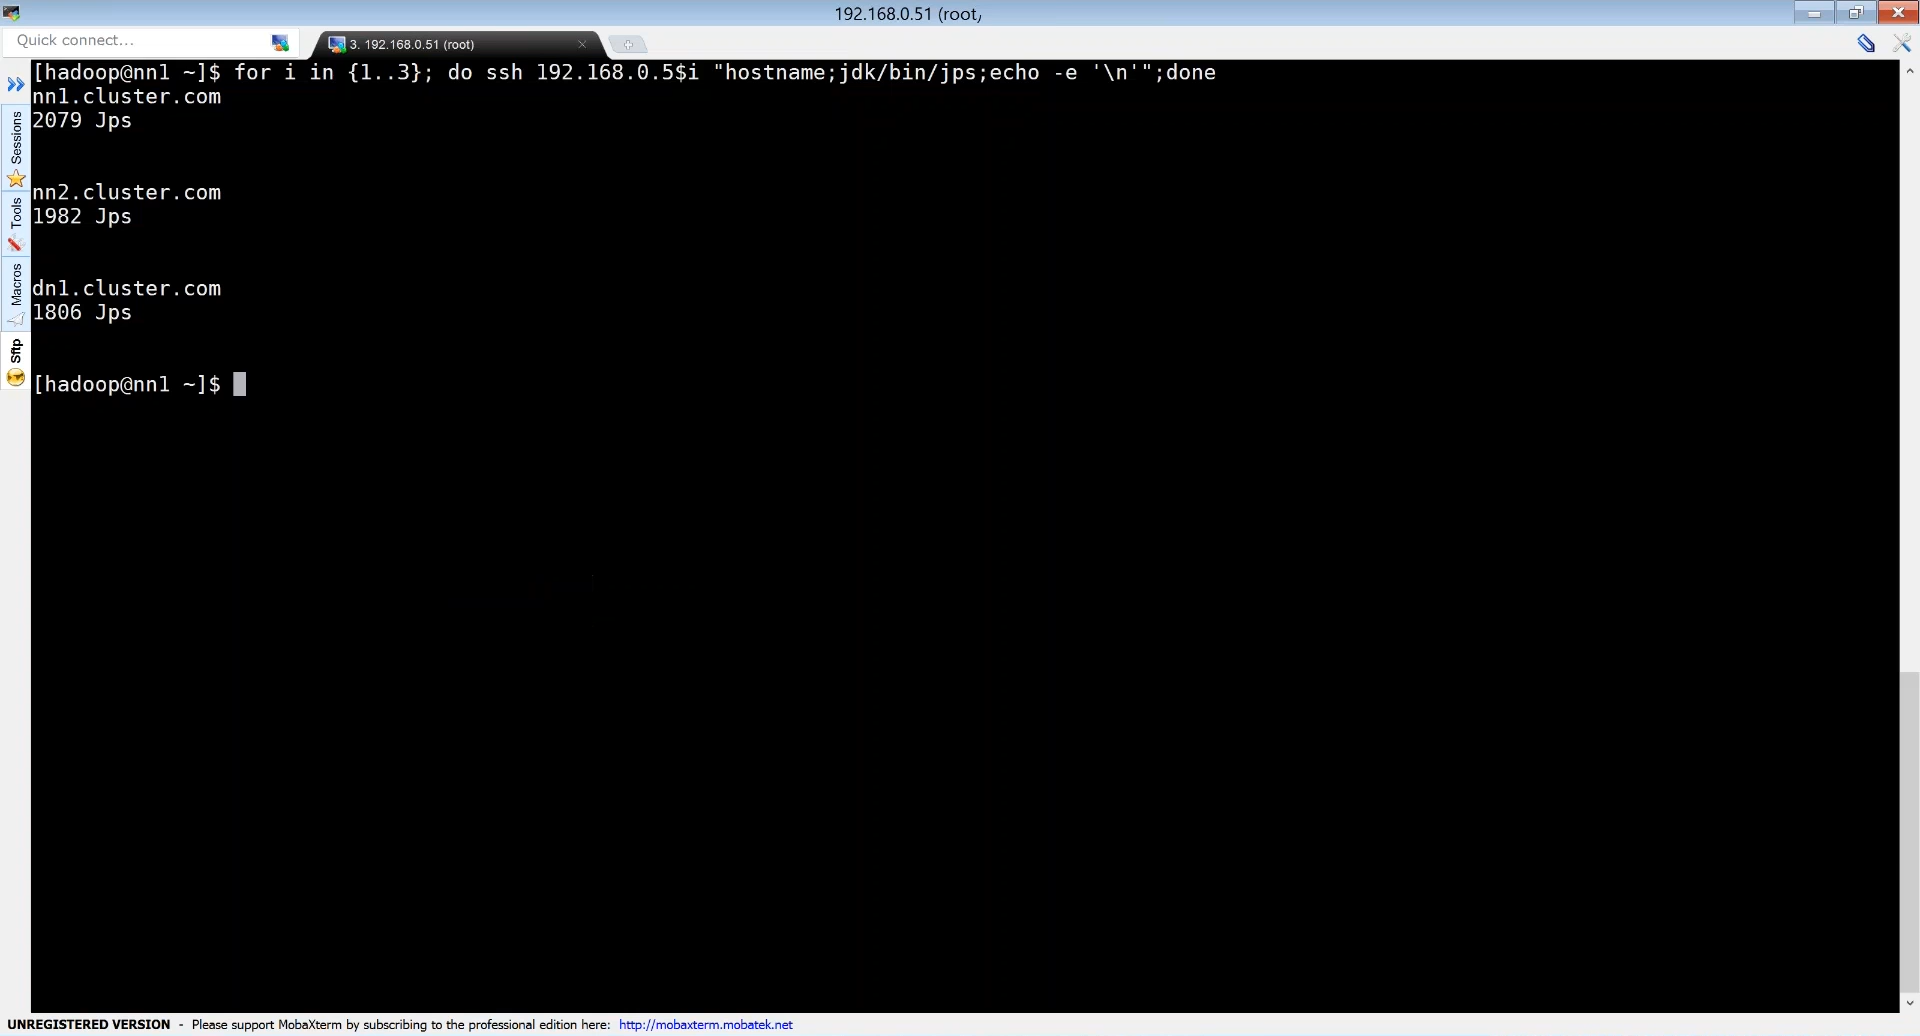 192.168.0.51 (root)
Quick connect...
3. 192.168.0.51 (root)
Sessions
Tools
Macros
Sftp
[hadoop@nn1 ~]$ for i in {1..3}; do ssh 192.168.0.5$i "hostname;jdk/bin/jps;echo -e '\n'";done
nn1.cluster.com
2079 Jps
nn2.cluster.com
1982 Jps
dn1.cluster.com
1806 Jps
[hadoop@nn1 ~]$
UNREGISTERED VERSION - Please support MobaXterm by subscribing to the professional edition here: http://mobaxterm.mobatek.net